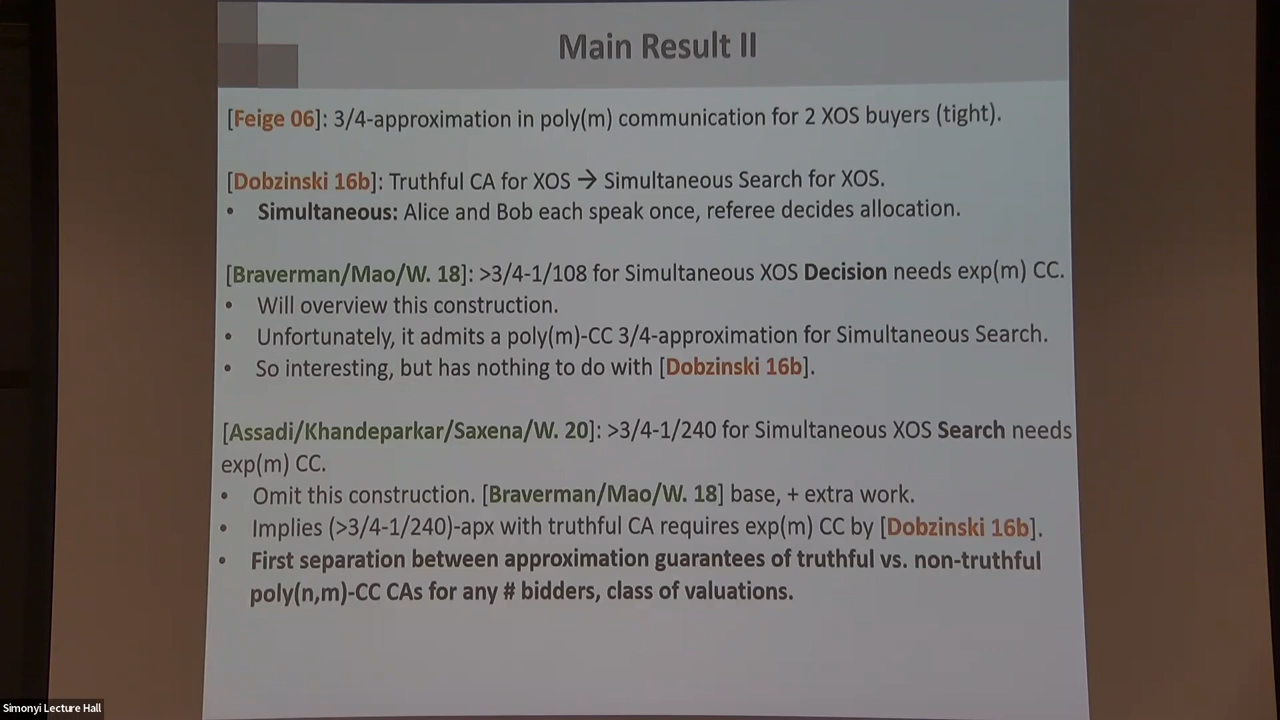 Main Result II
[Feige 06]: 3/4-approximation in poly(m) communication for 2 XOS buyers (tight).
[Dobzinski 16b]: Truthful CA for XOS → Simultaneous Search for XOS.
• Simultaneous: Alice and Bob each speak once, referee decides allocation.
[Braverman/Mao/W. 18]: >3/4-1/108 for Simultaneous XOS Decision needs exp(m) CC.
• Will overview this construction.
• Unfortunately, it admits a poly(m)-CC 3/4-approximation for Simultaneous Search.
• So interesting, but has nothing to do with [Dobzinski 16b].
[Assadi/Khandeparkar/Saxena/W. 20]: >3/4-1/240 for Simultaneous XOS Search needs
exp(m) CC.
• Omit this construction. [Braverman/Mao/W. 18] base, + extra work.
• Implies (>3/4-1/240)-apx with truthful CA requires exp(m) CC by [Dobzinski 16b].
• First separation between approximation guarantees of truthful vs. non-truthful
poly(n,m)-CC CAs for any # bidders, class of valuations.
Simonyi Lecture Hall